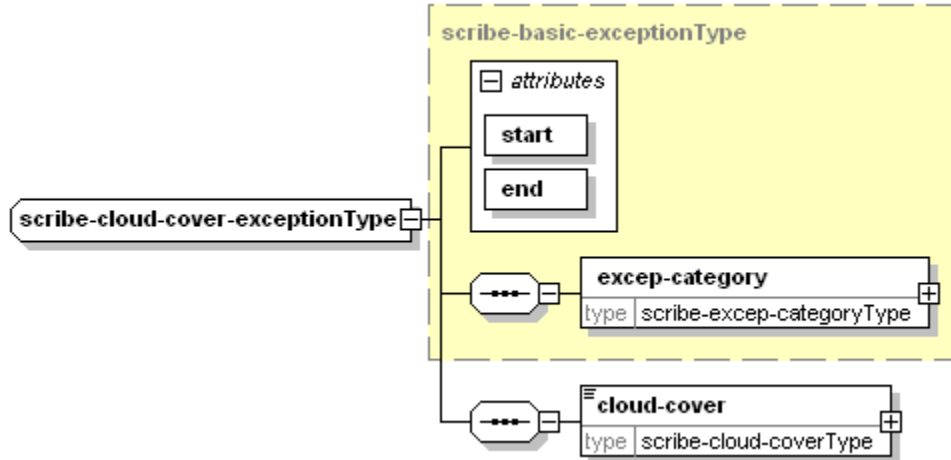 scribe-basic-exceptionType
attributes
start
end
scribe-cloud-cover-exceptionType
excep-category
type scribe-excep-categoryType
cloud-cover
type scribe-cloud-coverType